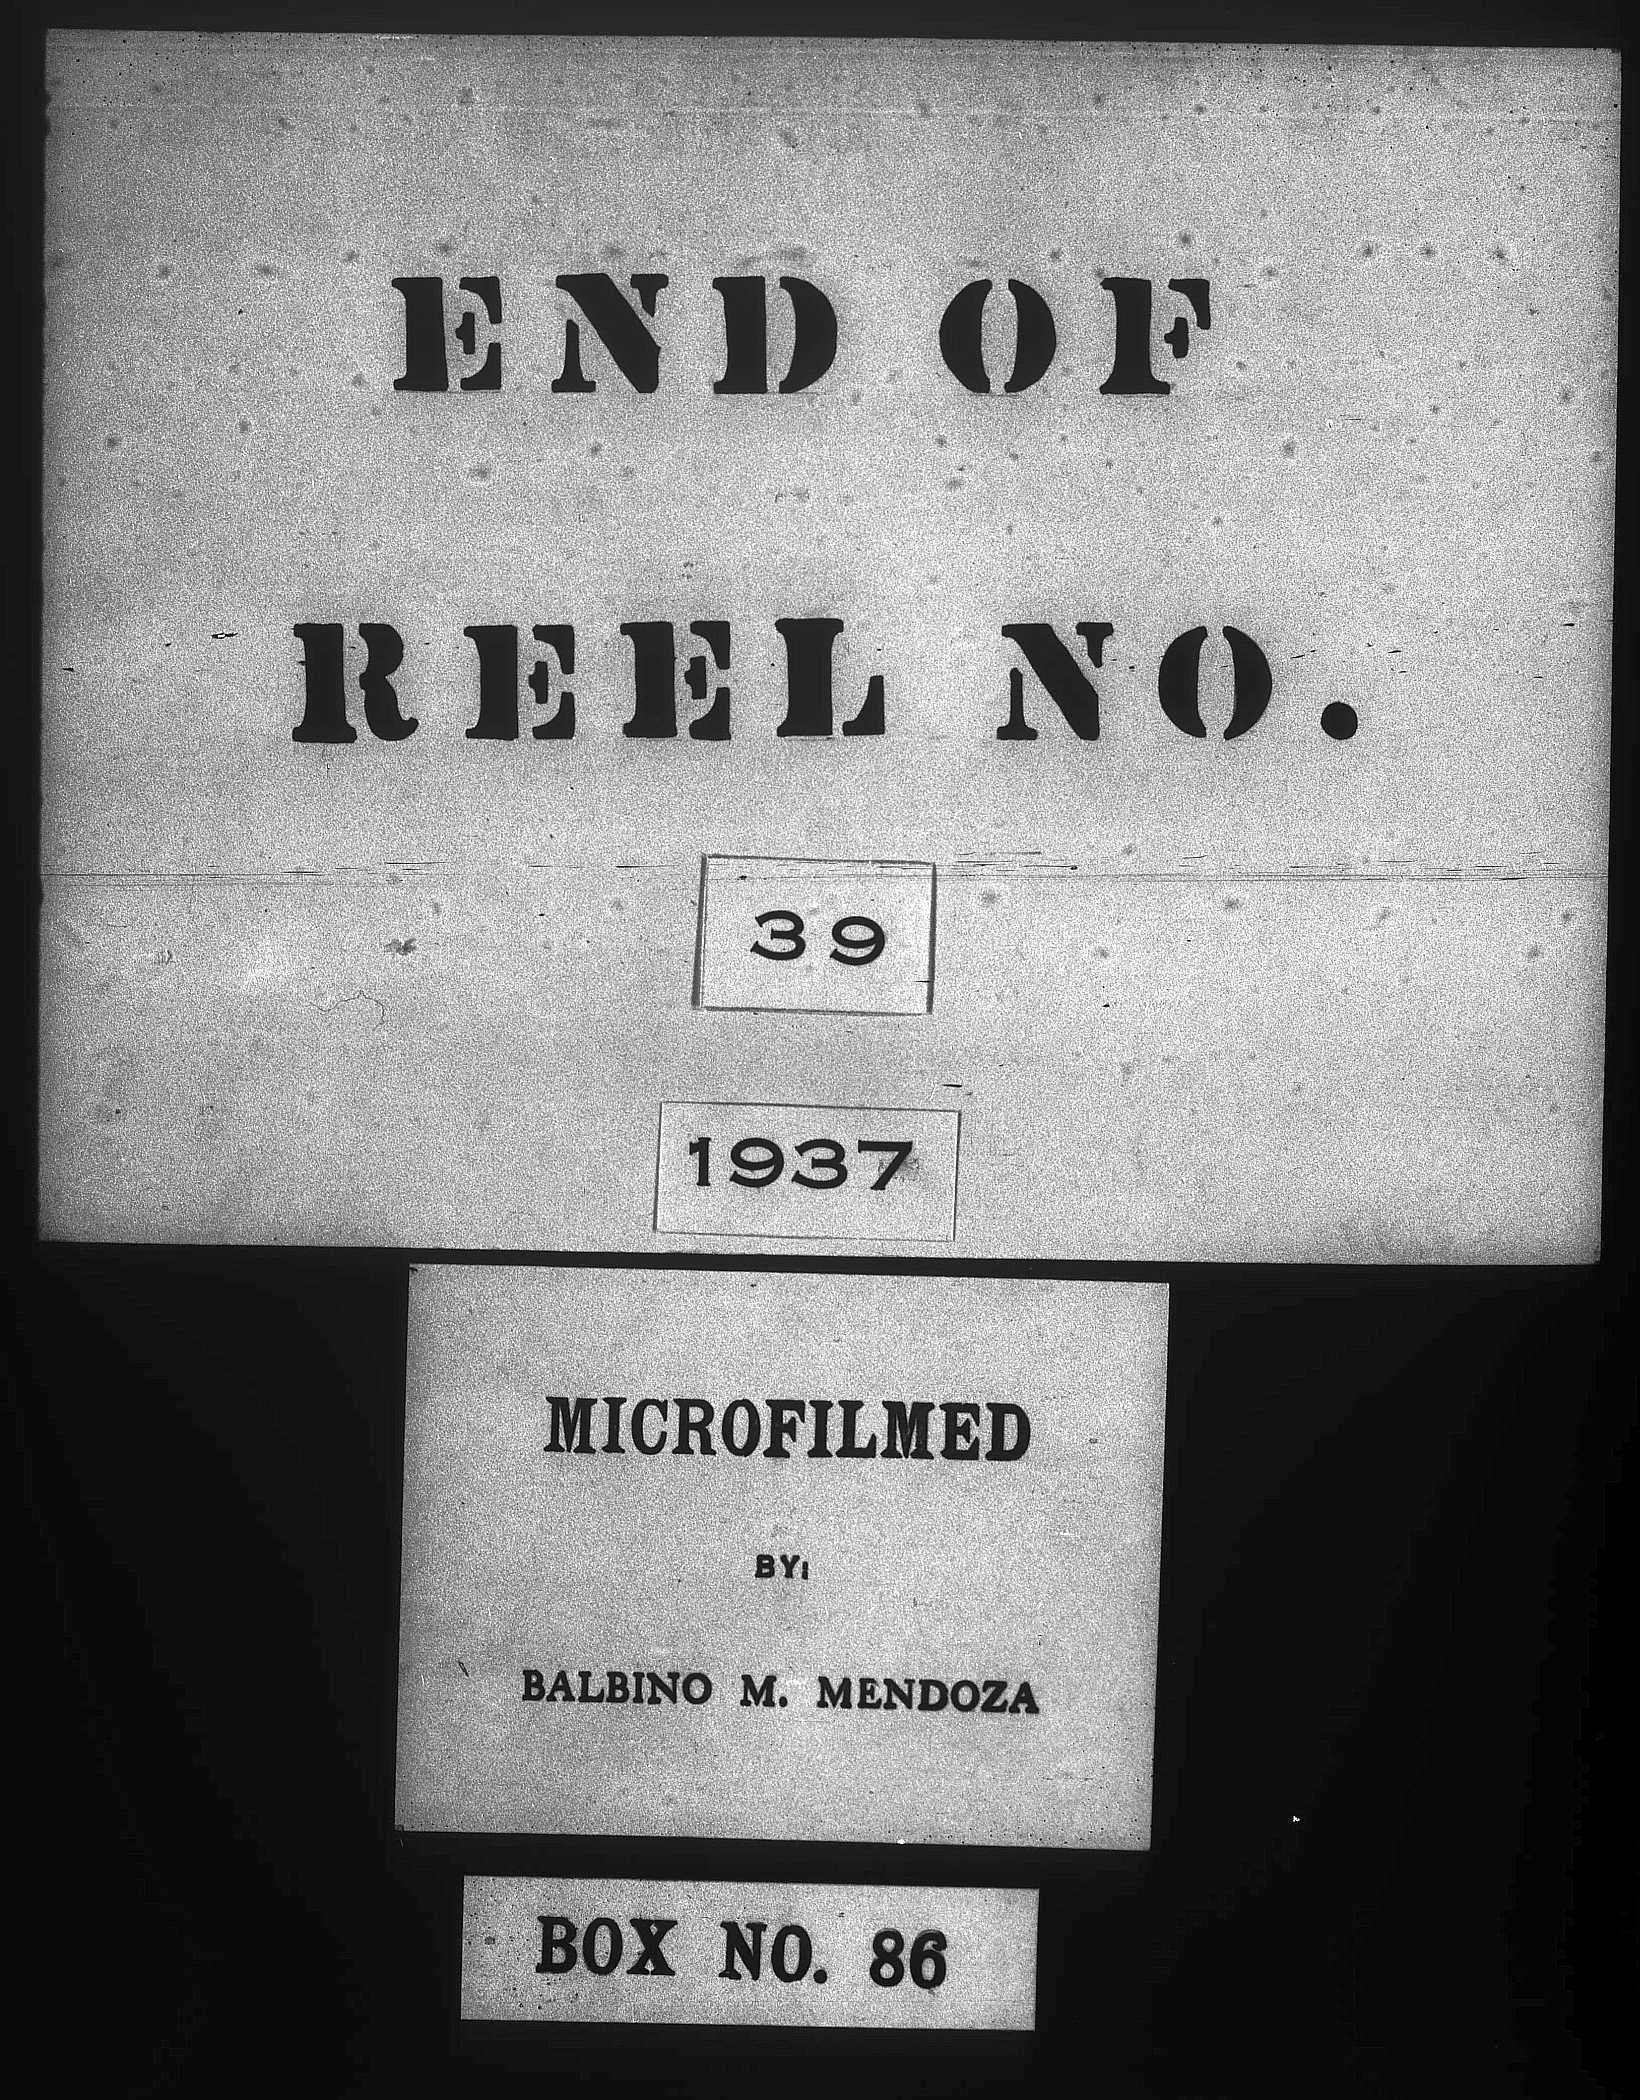 END OF
REEL NO.
39
1937
MICROFILMED
BY:
BALBINO M. MENDOZA
BOX NO. 86